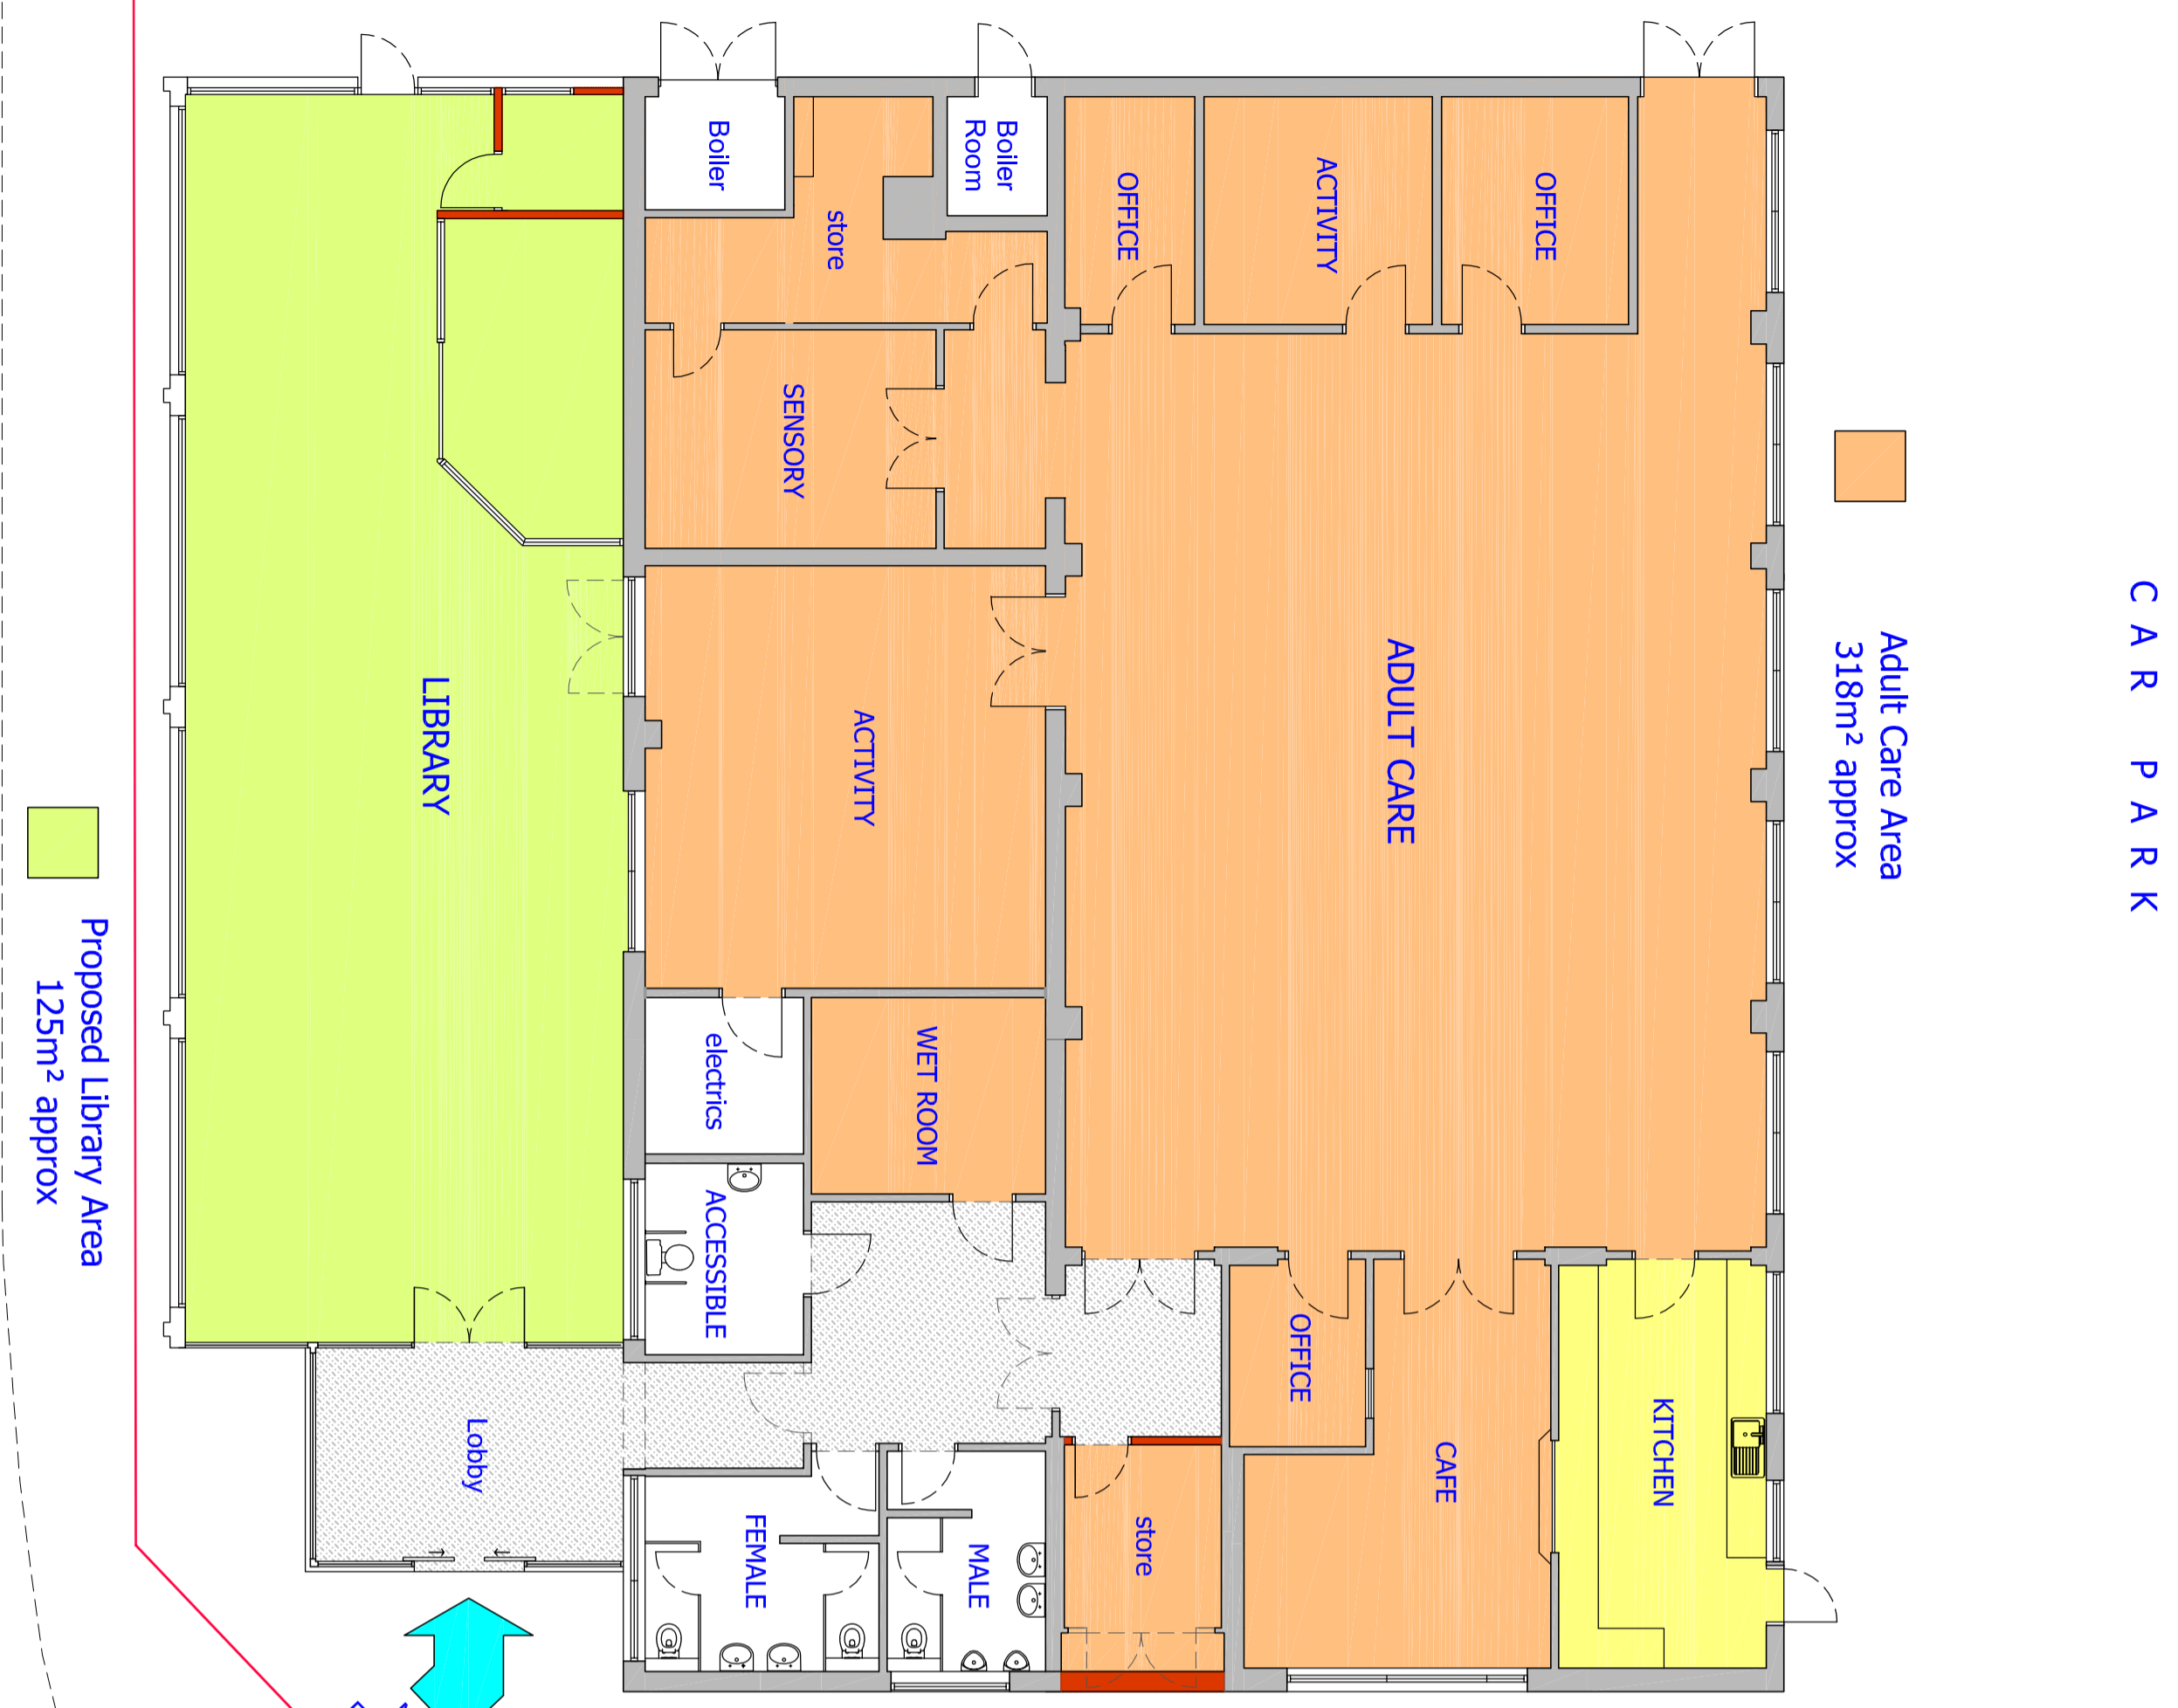 CAR PARK
Adult Care Area
318m² approx
OFFICE
ACTIVITY
OFFICE
Boiler
Room
store
Boiler
SENSORY
ADULT CARE
ACTIVITY
LIBRARY
Proposed Library Area
125m² approx
WET ROOM
electrics
ACCESSIBLE
KITCHEN
CAFE
OFFICE
store
MALE
FEMALE
Lobby